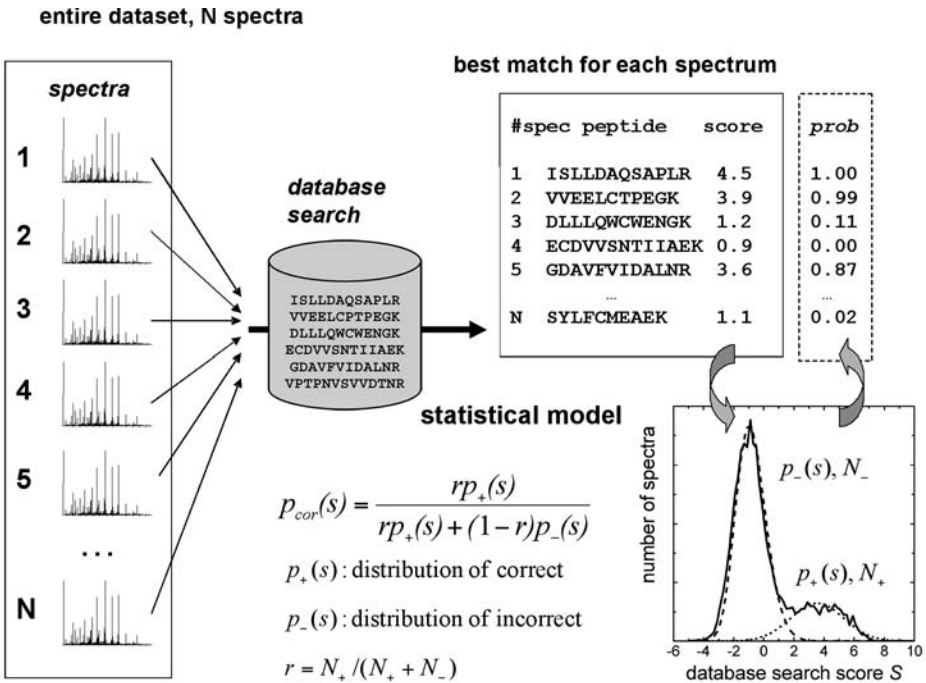 entire dataset, N spectra
spectra
1
2
3
4
5
...
N
database
search
ISLLDAQSAPLR
VVEELCPTPEGK
DLLLQWCWENGK
ECDVVSNTIIAEK
GDAVFVIDALNR
VPTPNVSVVDTNR
best match for each spectrum
#spec peptide score prob
1 ISLLDAQSAPLR 4.5 1.00
2 VVEELCTPEGK 3.9 0.99
3 DLLLQWCWENGK 1.2 0.11
4 ECDVVSNTIIAEK 0.9 0.00
5 GDAVFVIDALNR 3.6 0.87
... ...
N SYLFCMEAEK 1.1 0.02
statistical model
p_cor(s) = rp_+(s) / (rp_+(s) + (1 − r)p_−(s))
p_+(s) : distribution of correct
p_−(s) : distribution of incorrect
r = N_+ /(N_+ + N_−)
number of spectra
p_−(s), N_−
p_+(s), N_+
-6 -4 -2 0 2 4 6 8 10
database search score S